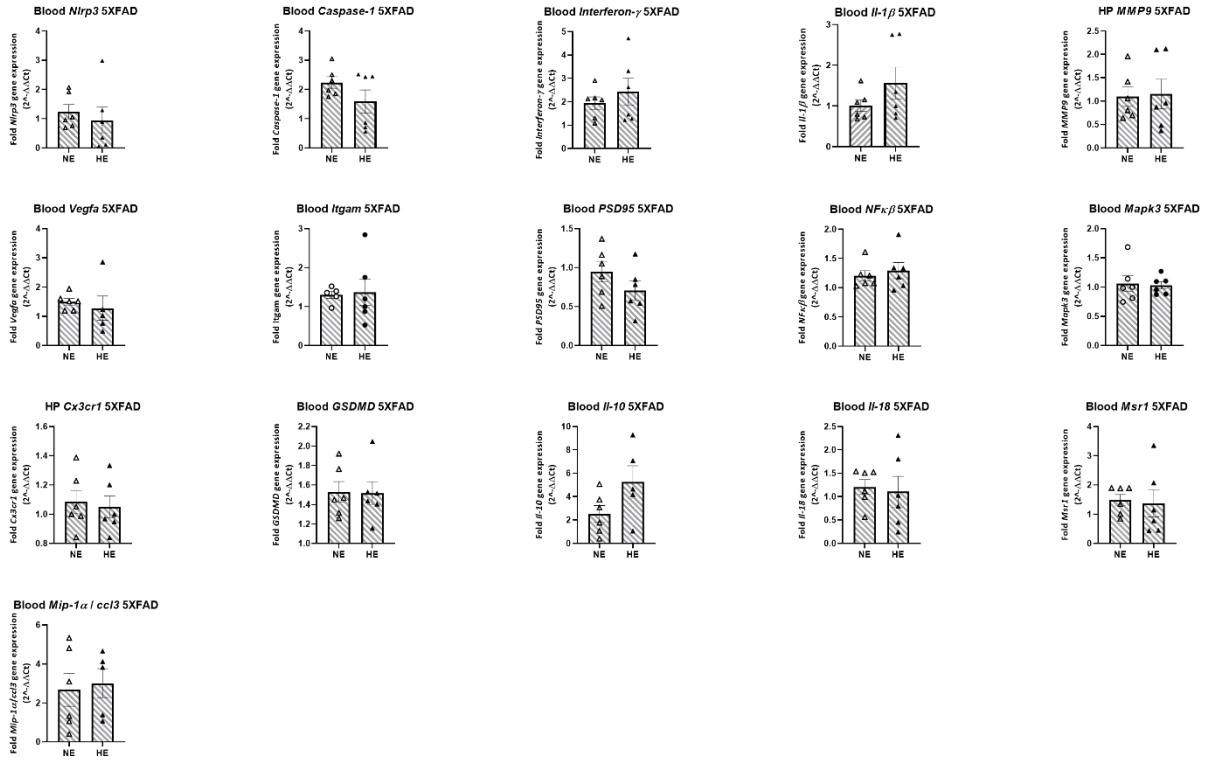 Blood Nlrp3 5XFAD
Fold Nlrp3 gene expression
(2^-ΔΔCt)
4
3
2
1
0
NE HE
Blood Caspase-1 5XFAD
Fold Caspase-1 gene expression
(2^-ΔΔCt)
4
3
2
1
0
NE HE
Blood Interferon-γ 5XFAD
Fold Interferon-γ gene expression
(2^-ΔΔCt)
5
4
3
2
1
0
NE HE
Blood Il-1β 5XFAD
Fold Il-1β gene expression
(2^-ΔΔCt)
3
2
1
0
NE HE
HP MMP9 5XFAD
Fold MMP9 gene expression
(2^-ΔΔCt)
2.5
2.0
1.5
1.0
0.5
0.0
NE HE
Blood Vegfa 5XFAD
Fold Vegfa gene expression
(2^-ΔΔCt)
4
3
2
1
0
NE HE
Blood Itgam 5XFAD
Fold Itgam gene expression
(2^-ΔΔCt)
3
2
1
0
NE HE
Blood PSD95 5XFAD
Fold PSD95 gene expression
(2^-ΔΔCt)
1.5
1.0
0.5
0.0
NE HE
Blood NFκβ 5XFAD
Fold NFκβ gene expression
(2^-ΔΔCt)
2.0
1.5
1.0
0.5
0.0
NE HE
Blood Mapk3 5XFAD
Fold Mapk3 gene expression
(2^-ΔΔCt)
2.0
1.5
1.0
0.5
0.0
NE HE
HP Cx3cr1 5XFAD
Fold Cx3cr1 gene expression
(2^-ΔΔCt)
1.6
1.4
1.2
1.0
0.8
NE HE
Blood GSDMD 5XFAD
Fold GSDMD gene expression
(2^-ΔΔCt)
2.2
2.0
1.8
1.6
1.4
1.2
1.0
NE HE
Blood Il-10 5XFAD
Fold Il-10 gene expression
(2^-ΔΔCt)
10
8
6
4
2
0
NE HE
Blood Il-18 5XFAD
Fold Il-18 gene expression
(2^-ΔΔCt)
2.5
2.0
1.5
1.0
0.5
0.0
NE HE
Blood Msr1 5XFAD
Fold Msr1 gene expression
(2^-ΔΔCt)
4
3
2
1
0
NE HE
Blood Mip-1α / ccl3 5XFAD
Fold Mip-1α/ccl3 gene expression
(2^-ΔΔCt)
6
4
2
0
NE HE